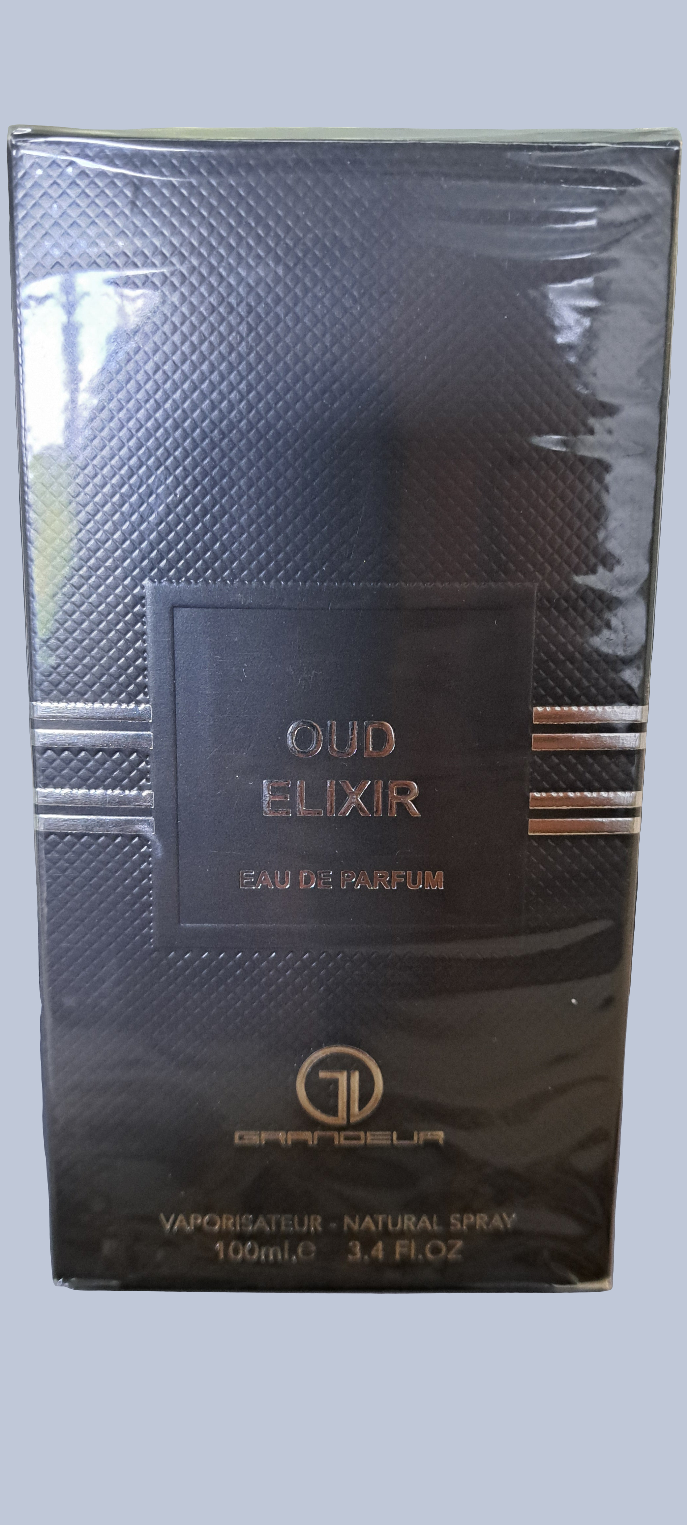 OUD
ELIXIR
EAU DE PARFUM
GRANDEUR
VAPORISATEUR - NATURAL SPRAY
100ml.e 3.4 Fl.OZ